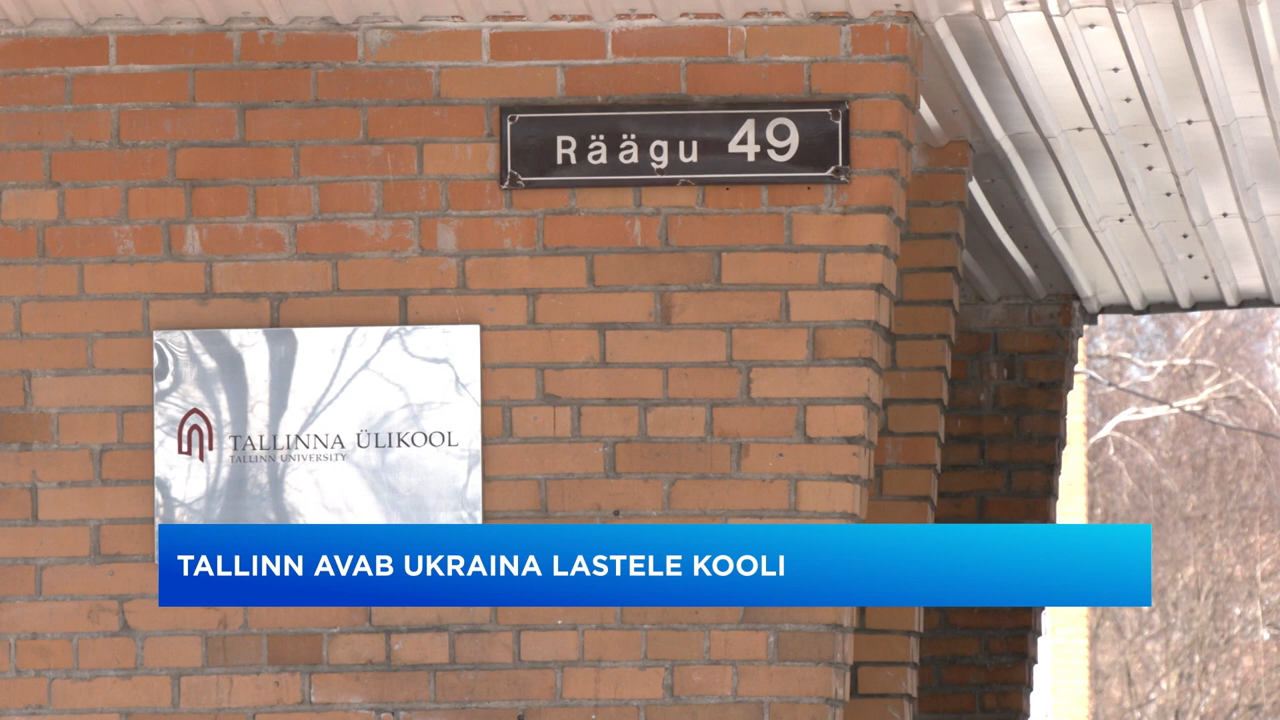 Räägu 49
TALLINNA ÜLIKOOL
TALLINN UNIVERSITY
TALLINN AVAB UKRAINA LASTELE KOOLI